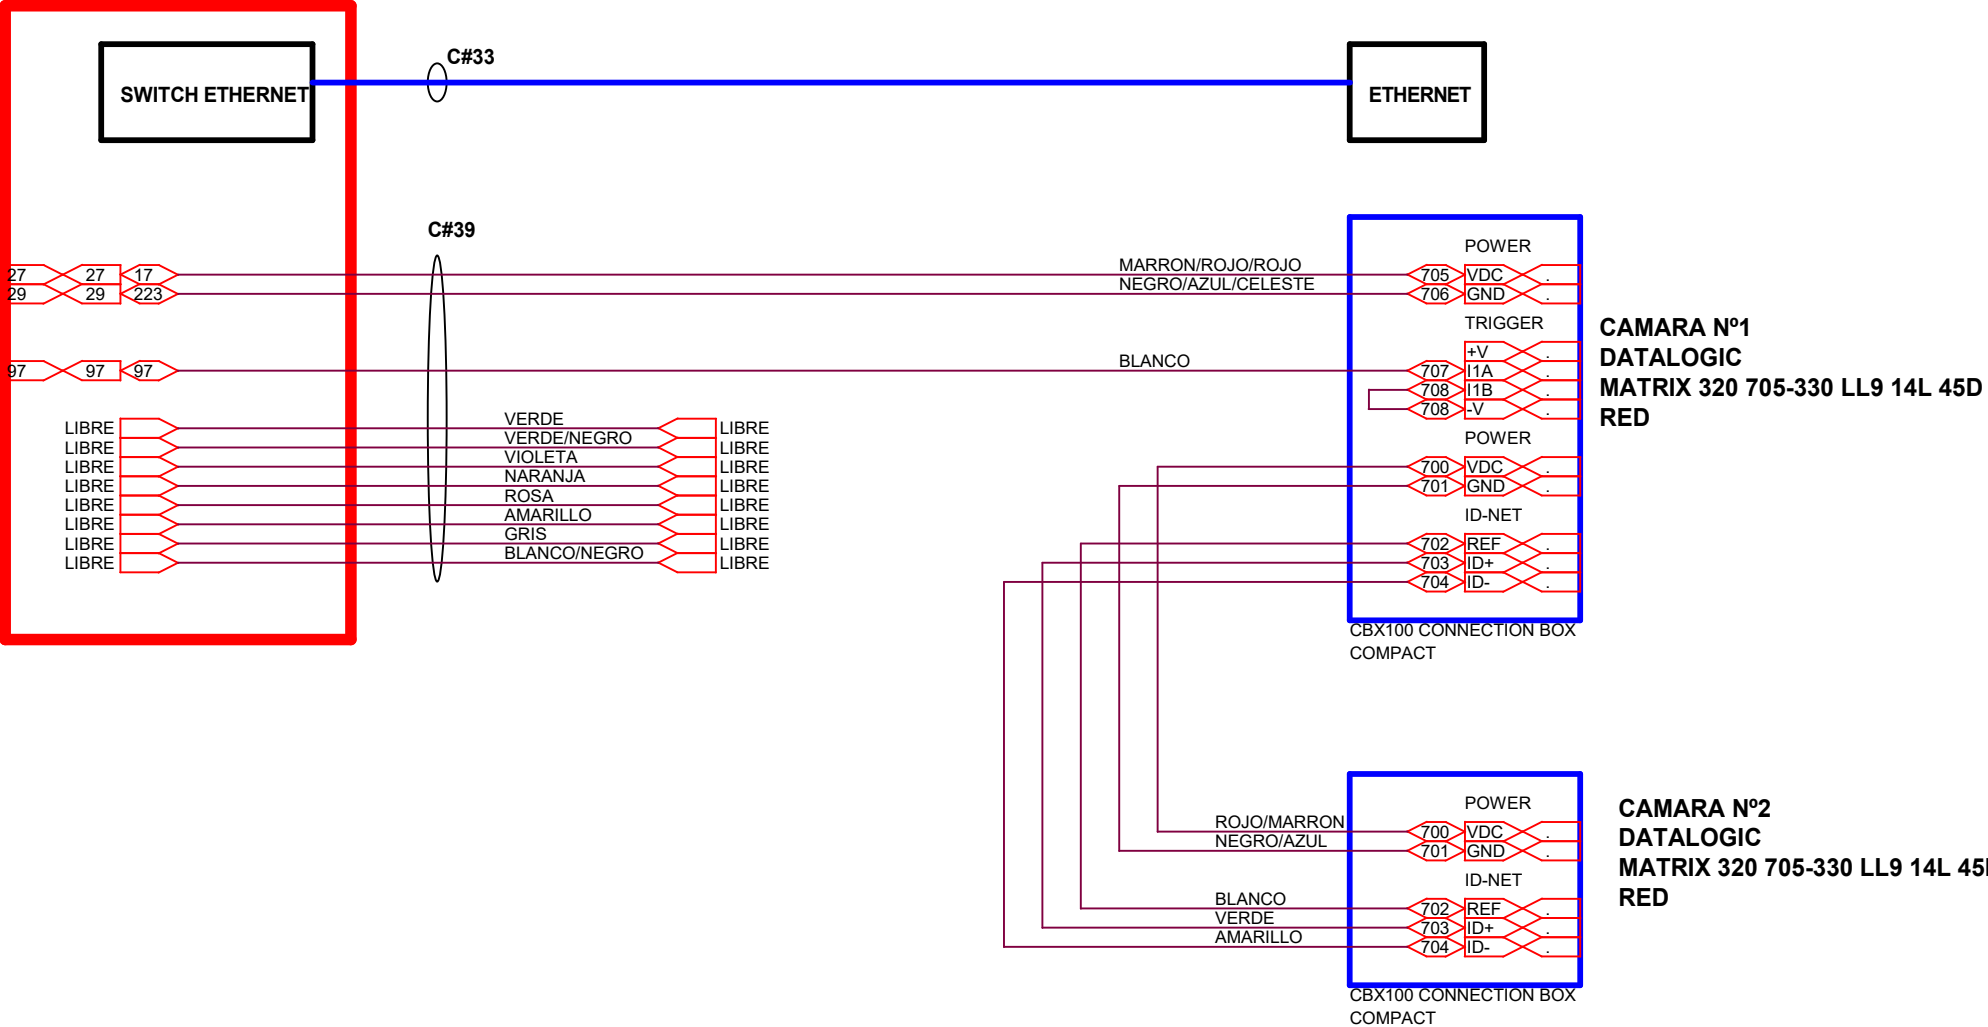 C#33
SWITCH ETHERNET
ETHERNET
C#39
27 27 17
29 29 223
97 97
97
MARRON/ROJO/ROJO
NEGRO/AZUL/CELESTE
BLANCO
POWER
705 VDC .
706 GND .
TRIGGER
+V .
707 I1A .
708 I1B .
708 -V .
POWER
700 VDC .
701 GND .
ID-NET
702 REF .
703 ID+ .
704 ID- .
CBX100 CONNECTION BOX
COMPACT
CAMARA Nº1
DATALOGIC
MATRIX 320 705-330 LL9 14L 45D
RED
LIBRE VERDE LIBRE
LIBRE VERDE/NEGRO LIBRE
LIBRE VIOLETA LIBRE
LIBRE NARANJA LIBRE
LIBRE ROSA LIBRE
LIBRE AMARILLO LIBRE
LIBRE GRIS LIBRE
LIBRE BLANCO/NEGRO LIBRE
POWER
ROJO/MARRON 700 VDC .
NEGRO/AZUL 701 GND .
ID-NET
BLANCO 702 REF .
VERDE 703 ID+ .
AMARILLO 704 ID- .
CBX100 CONNECTION BOX
COMPACT
CAMARA Nº2
DATALOGIC
MATRIX 320 705-330 LL9 14L
RED